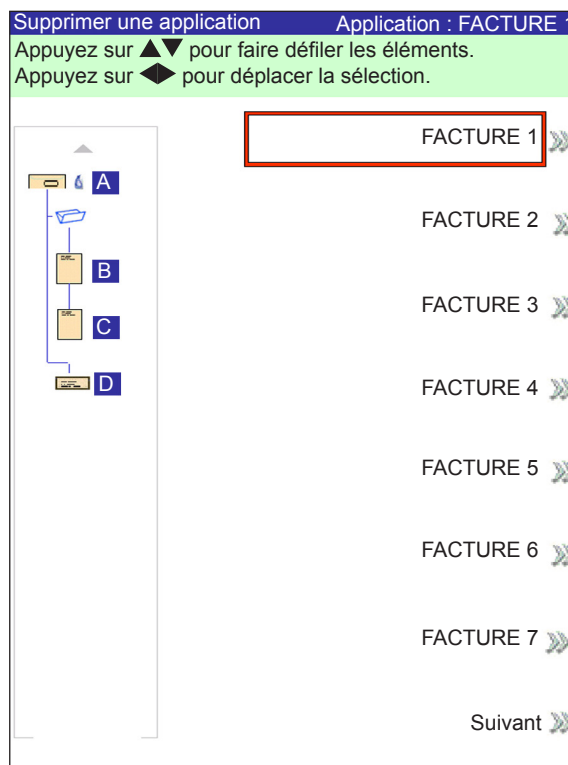 Supprimer une application Application : FACTURE 1
Appuyez sur ▲▼ pour faire défiler les éléments.
Appuyez sur ◀▶ pour déplacer la sélection.
FACTURE 1
A
FACTURE 2
B
FACTURE 3
C
FACTURE 4
D
FACTURE 5
FACTURE 6
FACTURE 7
Suivant